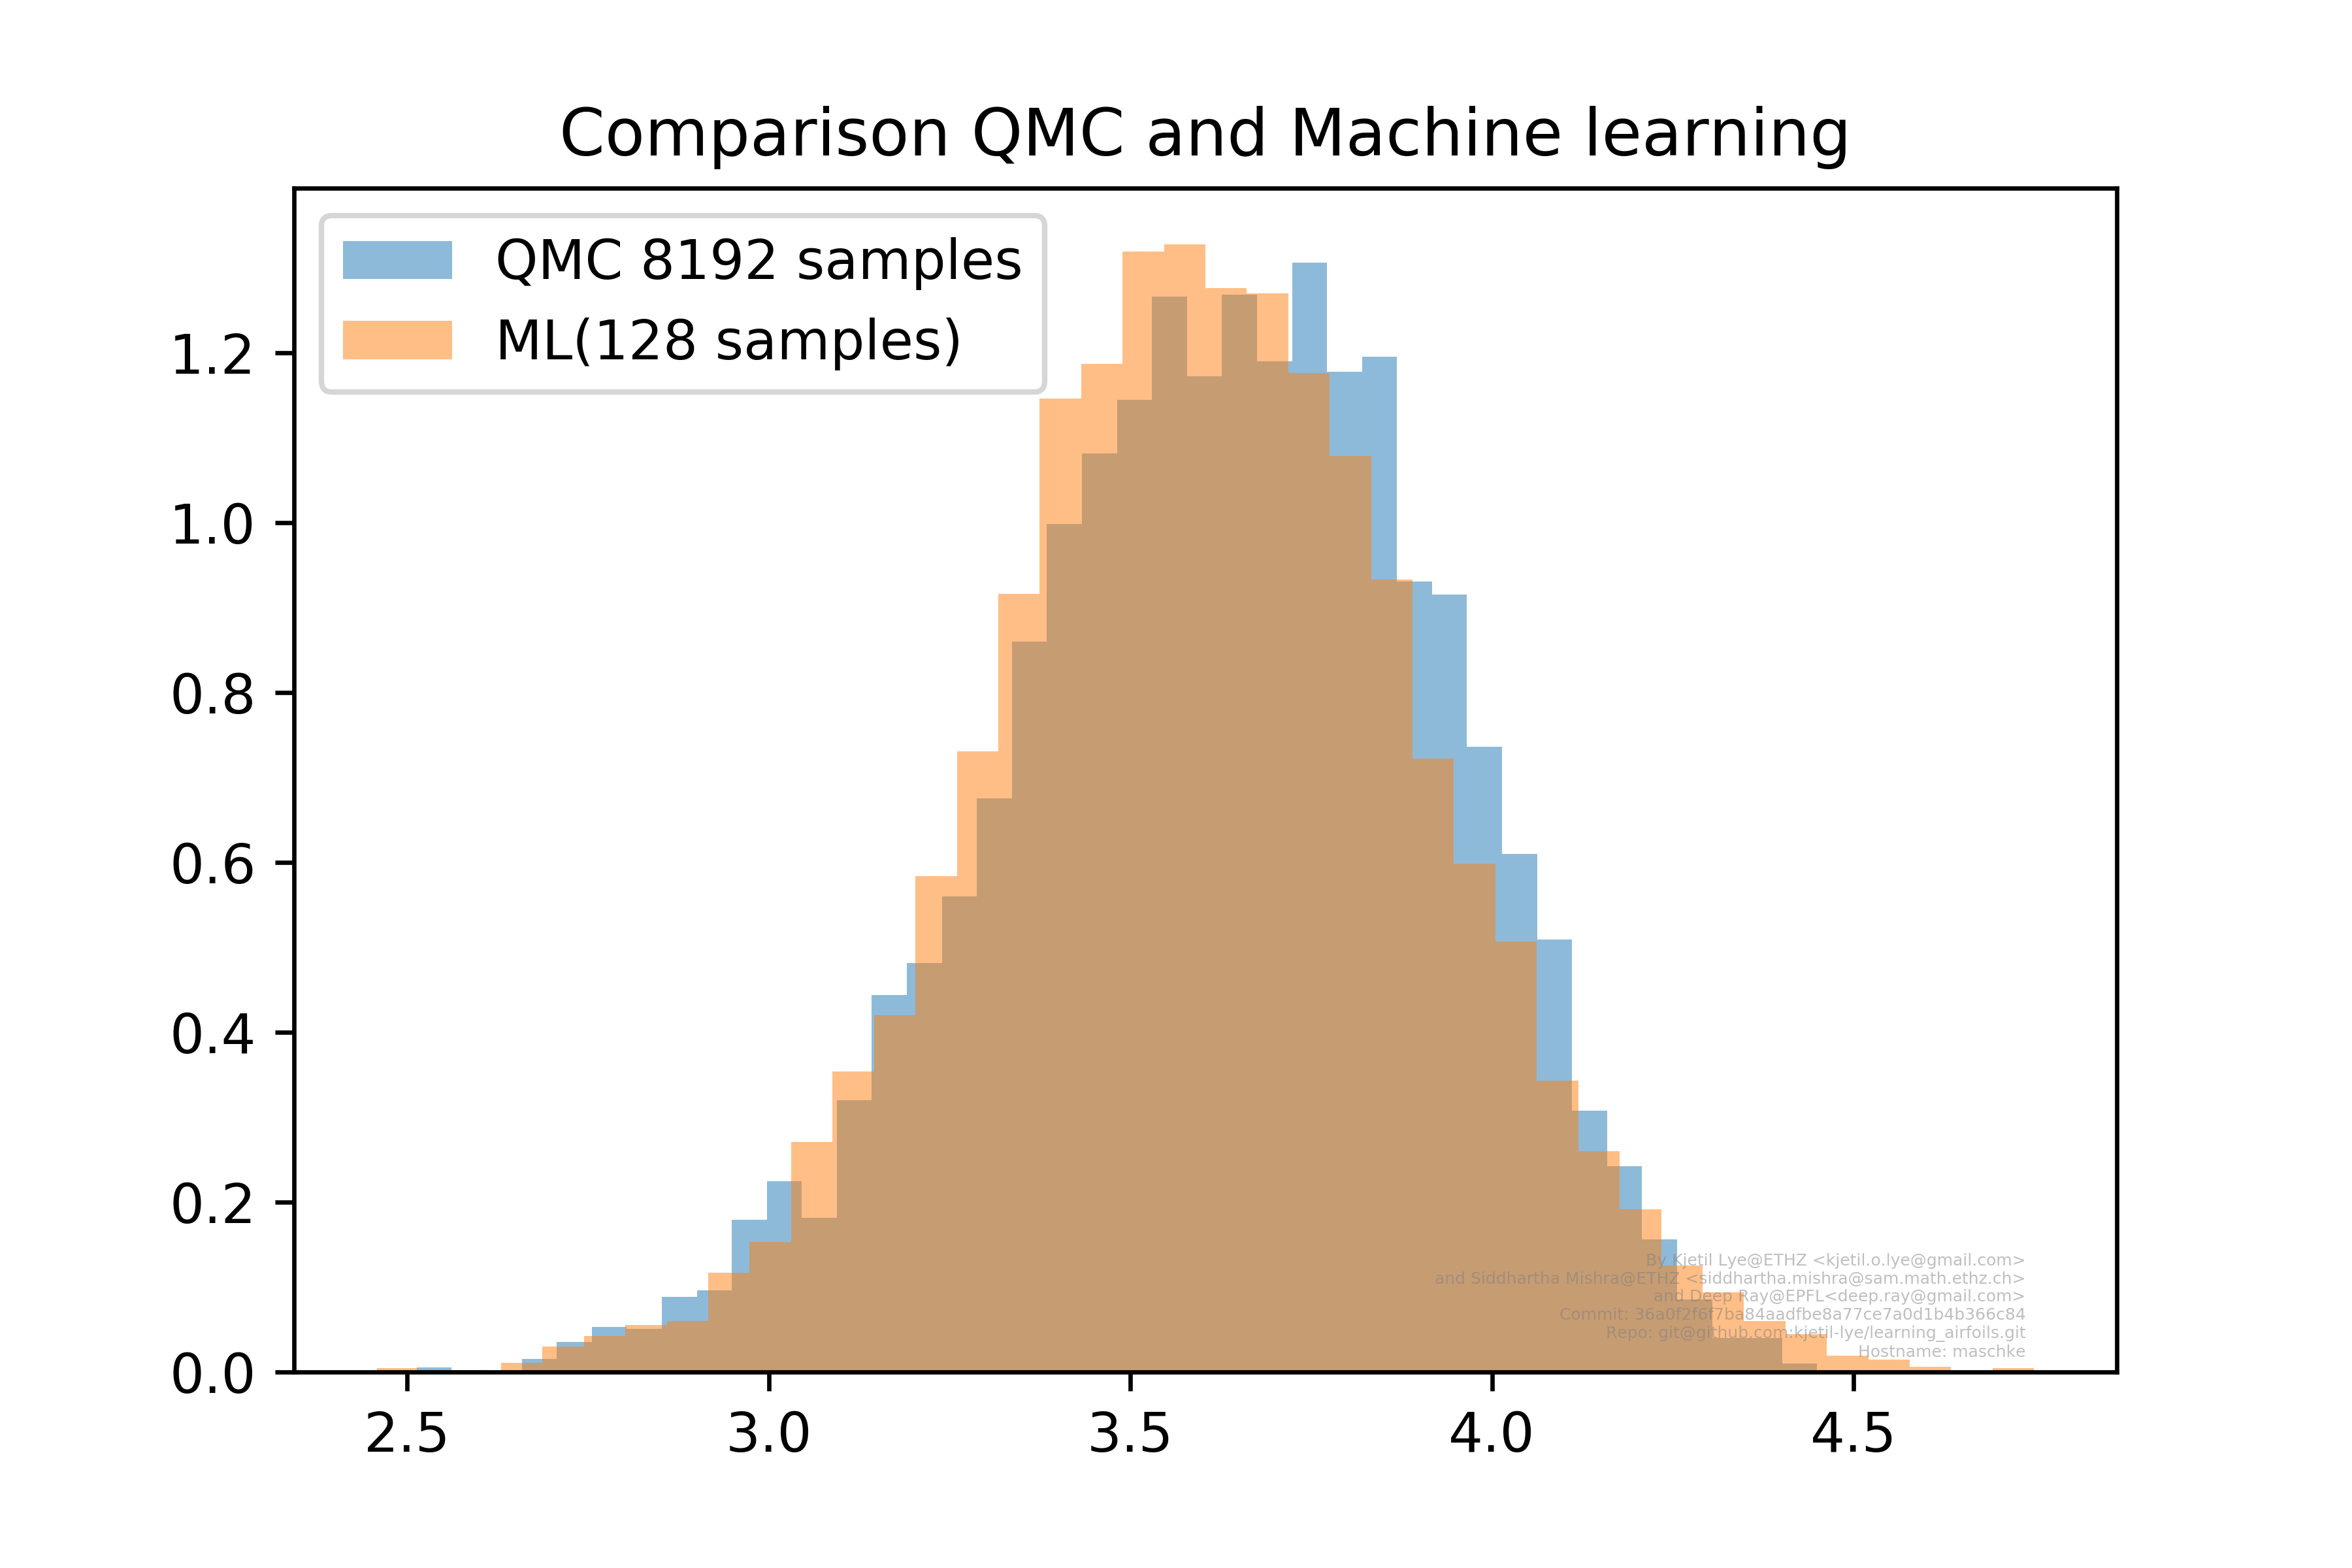 Comparison QMC and Machine learning
QMC 8192 samples
ML(128 samples)
1.2
1.0
0.8
0.6
0.4
0.2
0.0
2.5 3.0 3.5 4.0 4.5
By Kjetil Lye@ETHZ <kjetil.o.lye@gmail.com>
and Siddhartha Mishra@ETHZ <siddhartha.mishra@sam.math.ethz.ch>
and Deep Ray@EPFL<deep.ray@gmail.com>
Commit: 36a0f2f6f7ba84aadfbe8a77ce7a0d1b4b366c84
Repo: git@github.com:kjetil-lye/learning_airfoils.git
Hostname: maschke